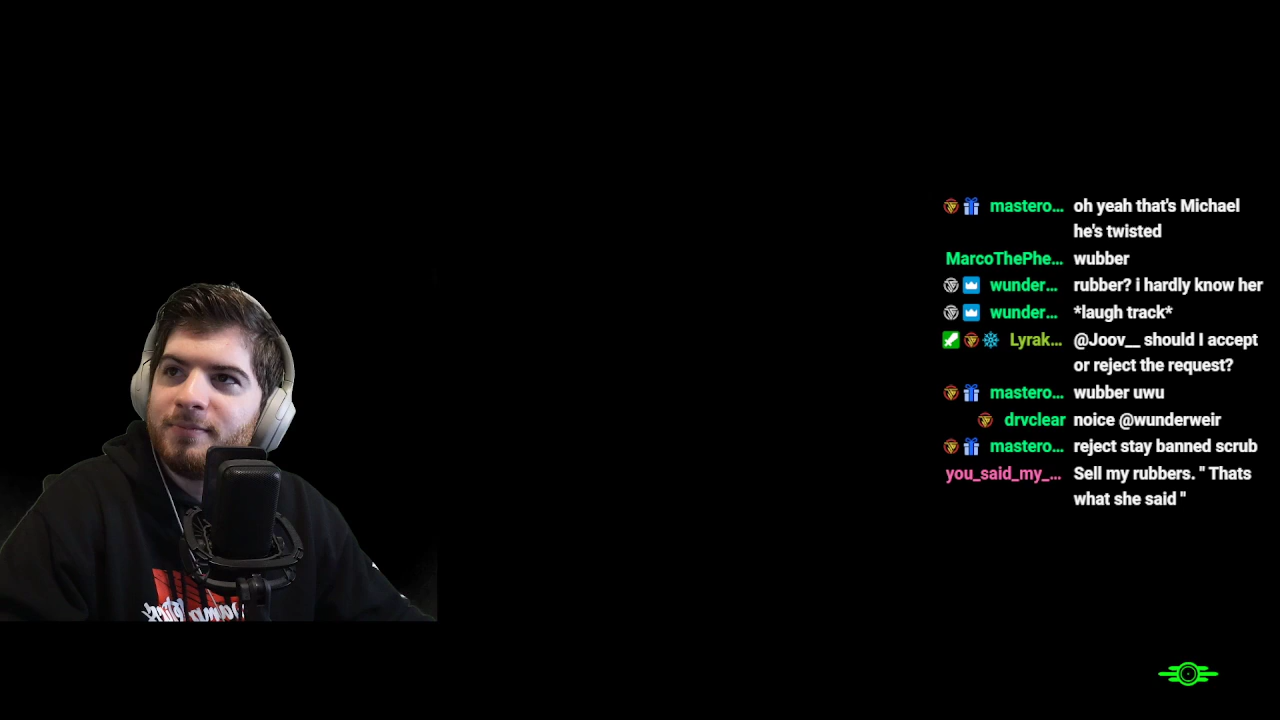 mastero... oh yeah that's Michael
he's twisted
MarcoThePhe... wubber
wunder... rubber? i hardly know her
wunder... *laugh track*
Lyrak... @Joov__ should I accept
or reject the request?
mastero... wubber uwu
drvclear noice @wunderweir
mastero... reject stay banned scrub
you_said_my_... Sell my rubbers. " Thats
what she said "